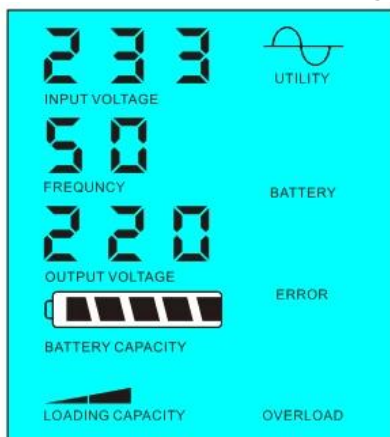 233
INPUT VOLTAGE
UTILITY
50
FREQUNCY
BATTERY
220
OUTPUT VOLTAGE
ERROR
BATTERY CAPACITY
LOADING CAPACITY
OVERLOAD